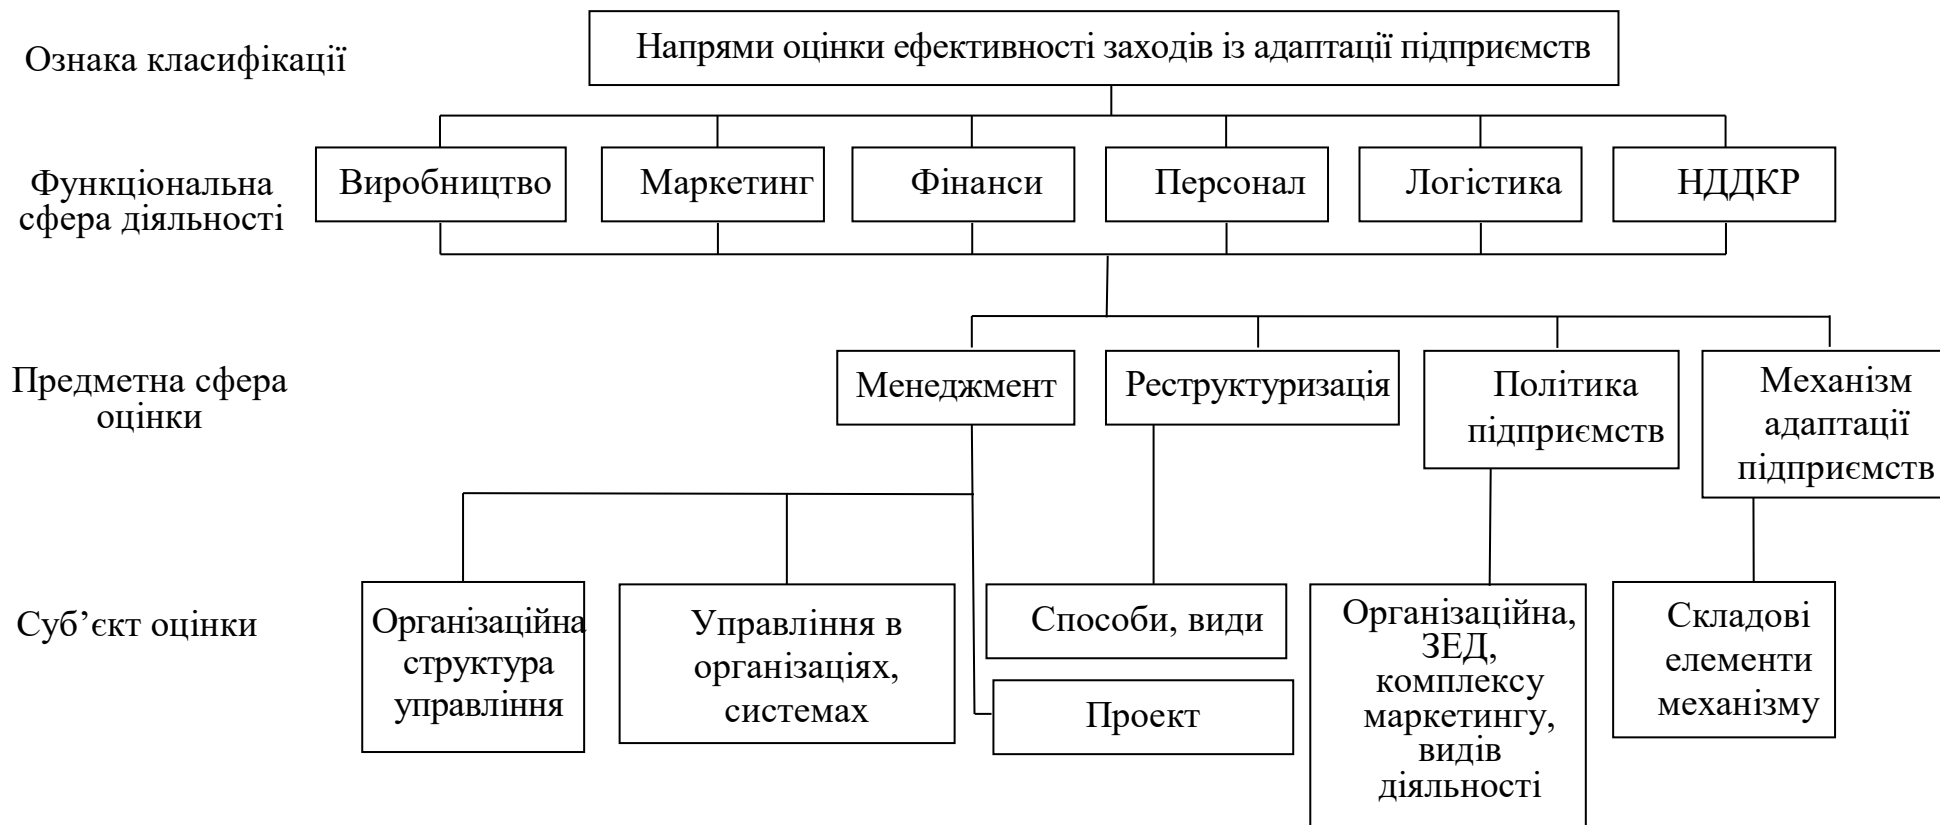 Ознака класифікації
Напрями оцінки ефективності заходів із адаптації підприємств
Функціональна
сфера діяльності
Виробництво
Маркетинг
Фінанси
Персонал
Логістика
НДДКР
Предметна сфера
оцінки
Менеджмент
Реструктуризація
Політика
підприємств
Механізм
адаптації
підприємств
Суб’єкт оцінки
Організаційна
структура
управління
Управління в
організаціях,
системах
Способи, види
Проект
Організаційна,
ЗЕД,
комплексу
маркетингу,
видів
діяльності
Складові
елементи
механізму